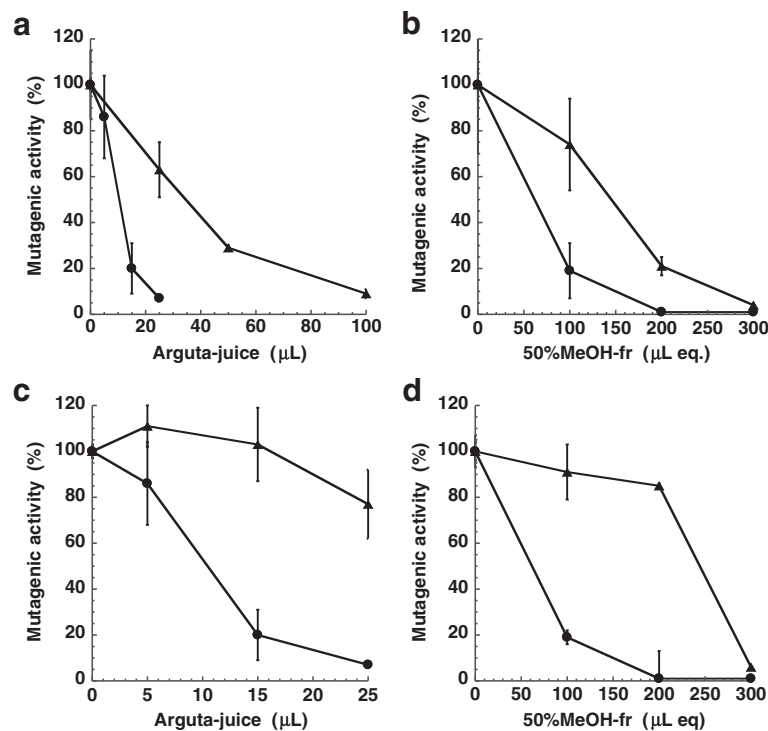 a
120
100
80
60
40
20
0
Mutagenic activity (%)
0 20 40 60 80 100
Arguta-juice (μL)
b
120
100
80
60
40
20
0
Mutagenic activity (%)
0 50 100 150 200 250 300
50%MeOH-fr (μL eq.)
c
120
100
80
60
40
20
0
Mutagenic activity (%)
0 5 15 25
Arguta-juice (μL)
d
120
100
80
60
40
20
0
Mutagenic activity (%)
0 50 100 150 200 250 300
50%MeOH-fr (μL eq)